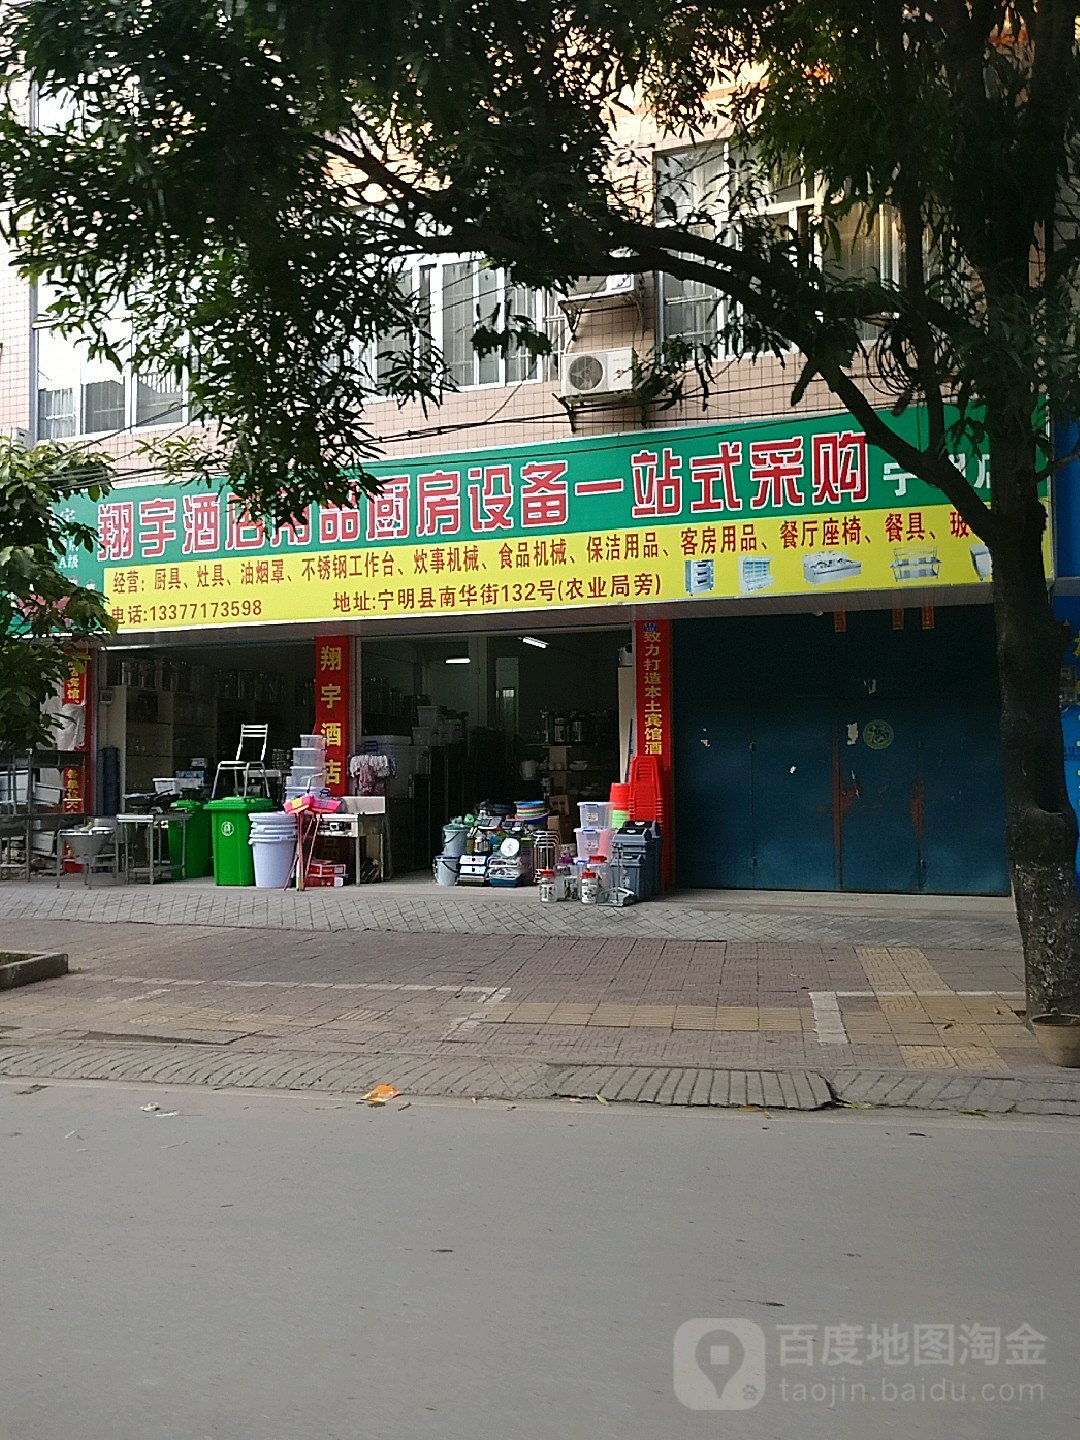 翔宇酒店用品厨房设备一站式采购
A级
经营：厨具、灶具、油烟罩、不锈钢工作台、炊事机械、食品机械、保洁用品、客房用品、餐厅座椅、餐具、玻
电话:13377173598
地址:宁明县南华街132号(农业局旁)
翔宇酒店
致力打造本土宾馆酒
百度地图淘金
taojin.baidu.com